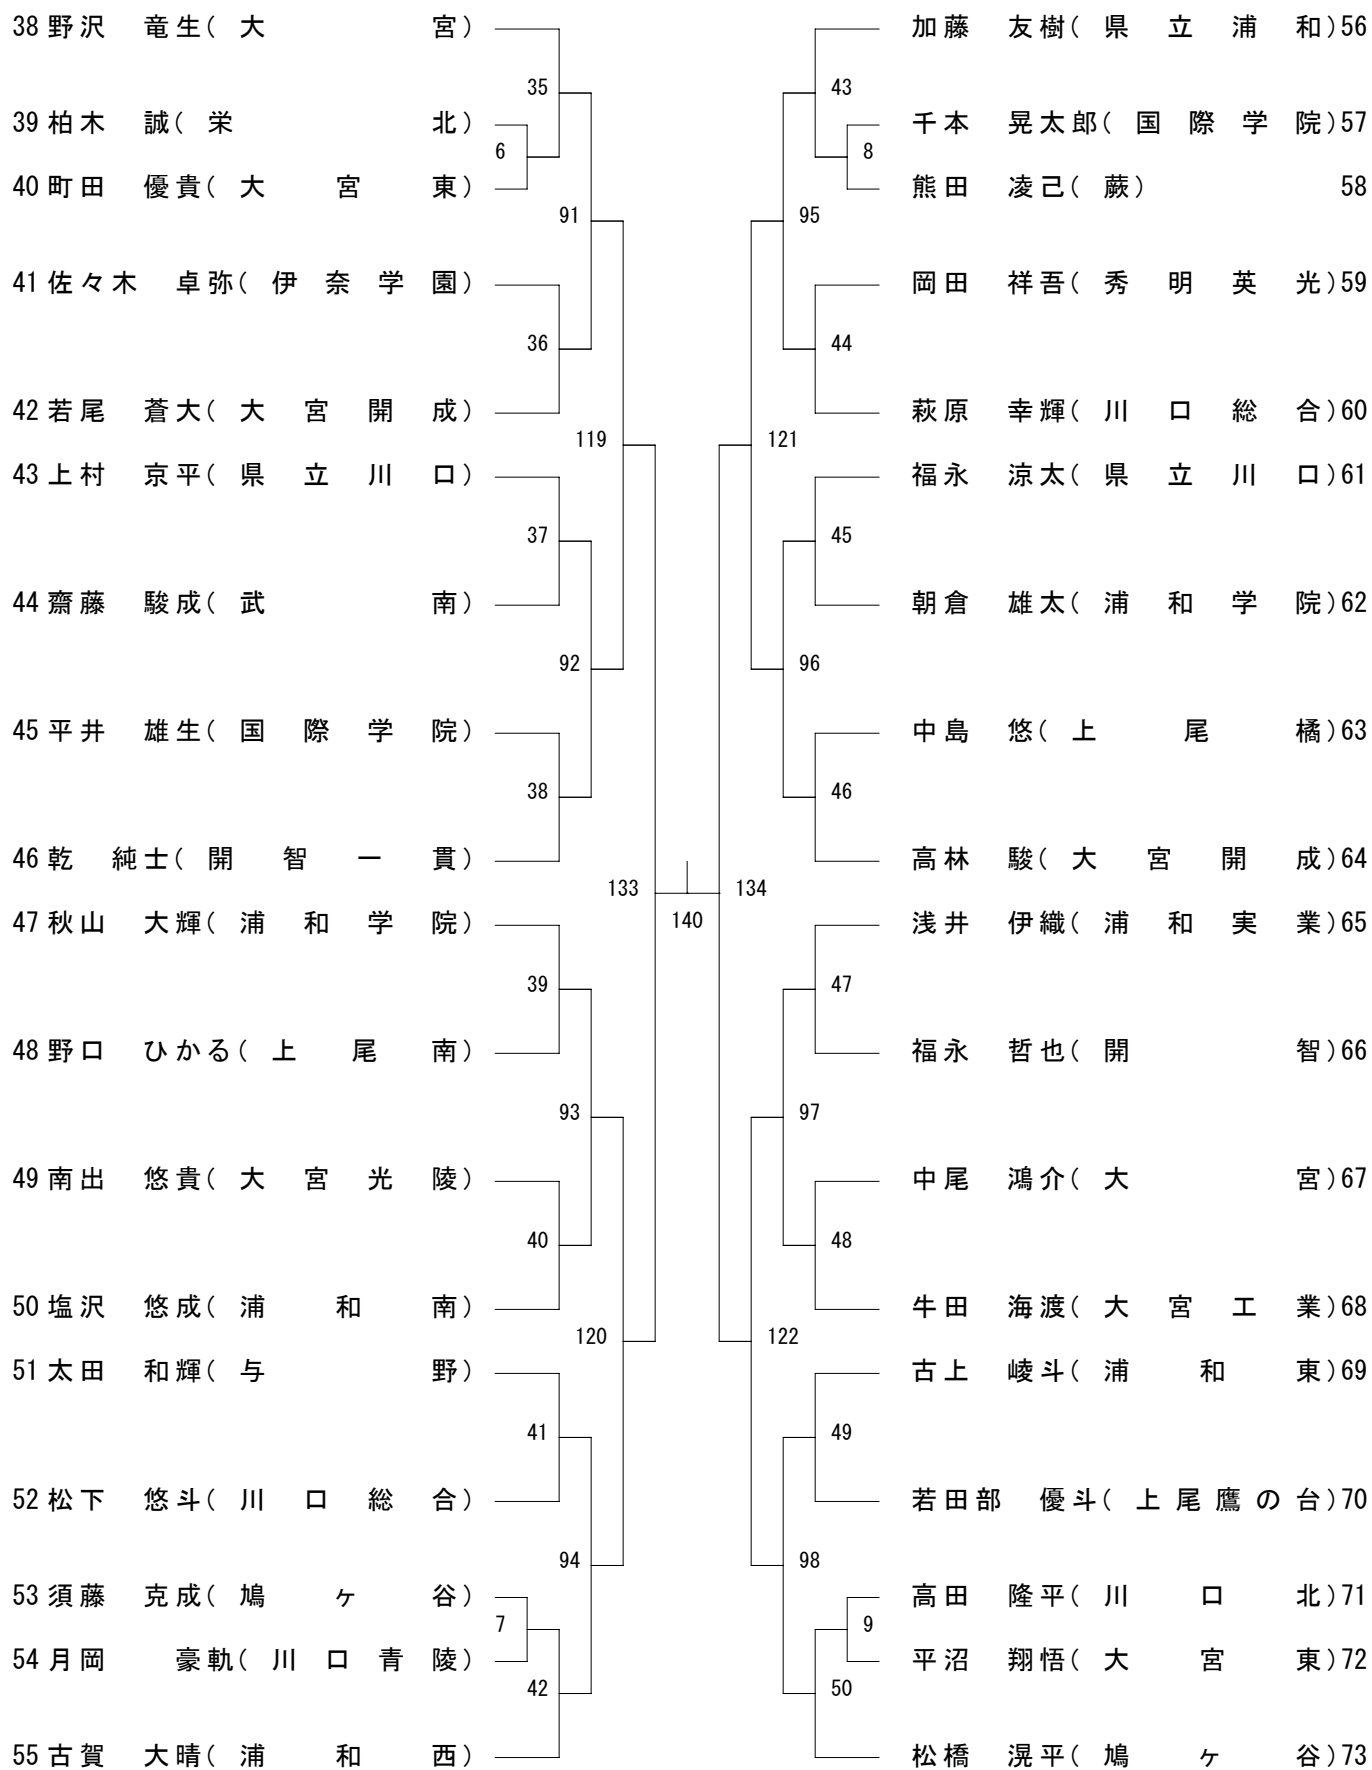 38 野沢 竜生( 大 宮)
35
39 柏木 誠( 栄 北)
6
40 町田 優貴( 大 宮 東)
91
41 佐々木 卓弥( 伊 奈 学 園)
36
42 若尾 蒼大( 大 宮 開 成)
119
43 上村 京平( 県 立 川 口)
37
44 齋藤 駿成( 武 南)
92
45 平井 雄生( 国 際 学 院)
38
46 乾 純士( 開 智 一 貫)
133
47 秋山 大輝( 浦 和 学 院)
39
48 野口 ひかる( 上 尾 南)
93
49 南出 悠貴( 大 宮 光 陵)
40
50 塩沢 悠成( 浦 和 南)
120
51 太田 和輝( 与 野)
41
52 松下 悠斗( 川 口 総 合)
94
53 須藤 克成( 鳩 ヶ 谷)
7
54 月岡 豪軌( 川 口 青 陵)
42
55 古賀 大晴( 浦 和 西)
140
加藤 友樹( 県 立 浦 和)56
43
千本 晃太郎( 国 際 学 院)57
8
熊田 凌己( 蕨) 58
95
岡田 祥吾( 秀 明 英 光)59
44
萩原 幸輝( 川 口 総 合)60
121
福永 涼太( 県 立 川 口)61
45
朝倉 雄太( 浦 和 学 院)62
96
中島 悠( 上 尾 橘)63
46
高林 駿( 大 宮 開 成)64
134
浅井 伊織( 浦 和 実 業)65
47
福永 哲也( 開 智)66
97
中尾 鴻介( 大 宮)67
48
牛田 海渡( 大 宮 工 業)68
122
古上 崚斗( 浦 和 東)69
49
若田部 優斗( 上 尾 鷹 の 台)70
98
高田 隆平( 川 口 北)71
9
平沼 翔悟( 大 宮 東)72
50
松橋 滉平( 鳩 ヶ 谷)73